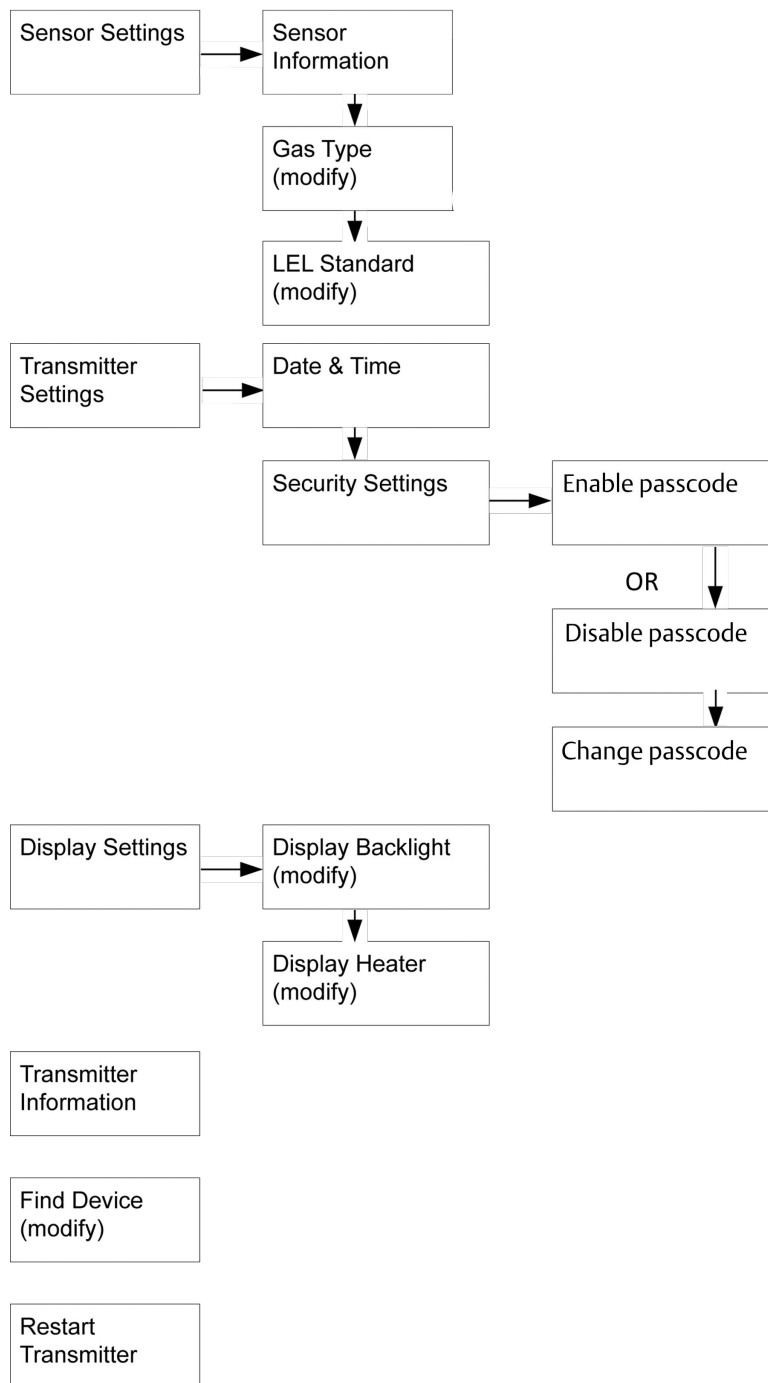 Sensor Settings
Sensor
Information
Gas Type
(modify)
LEL Standard
(modify)
Transmitter
Settings
Date & Time
Security Settings
Enable passcode
OR
Disable passcode
Change passcode
Display Settings
Display Backlight
(modify)
Display Heater
(modify)
Transmitter
Information
Find Device
(modify)
Restart
Transmitter